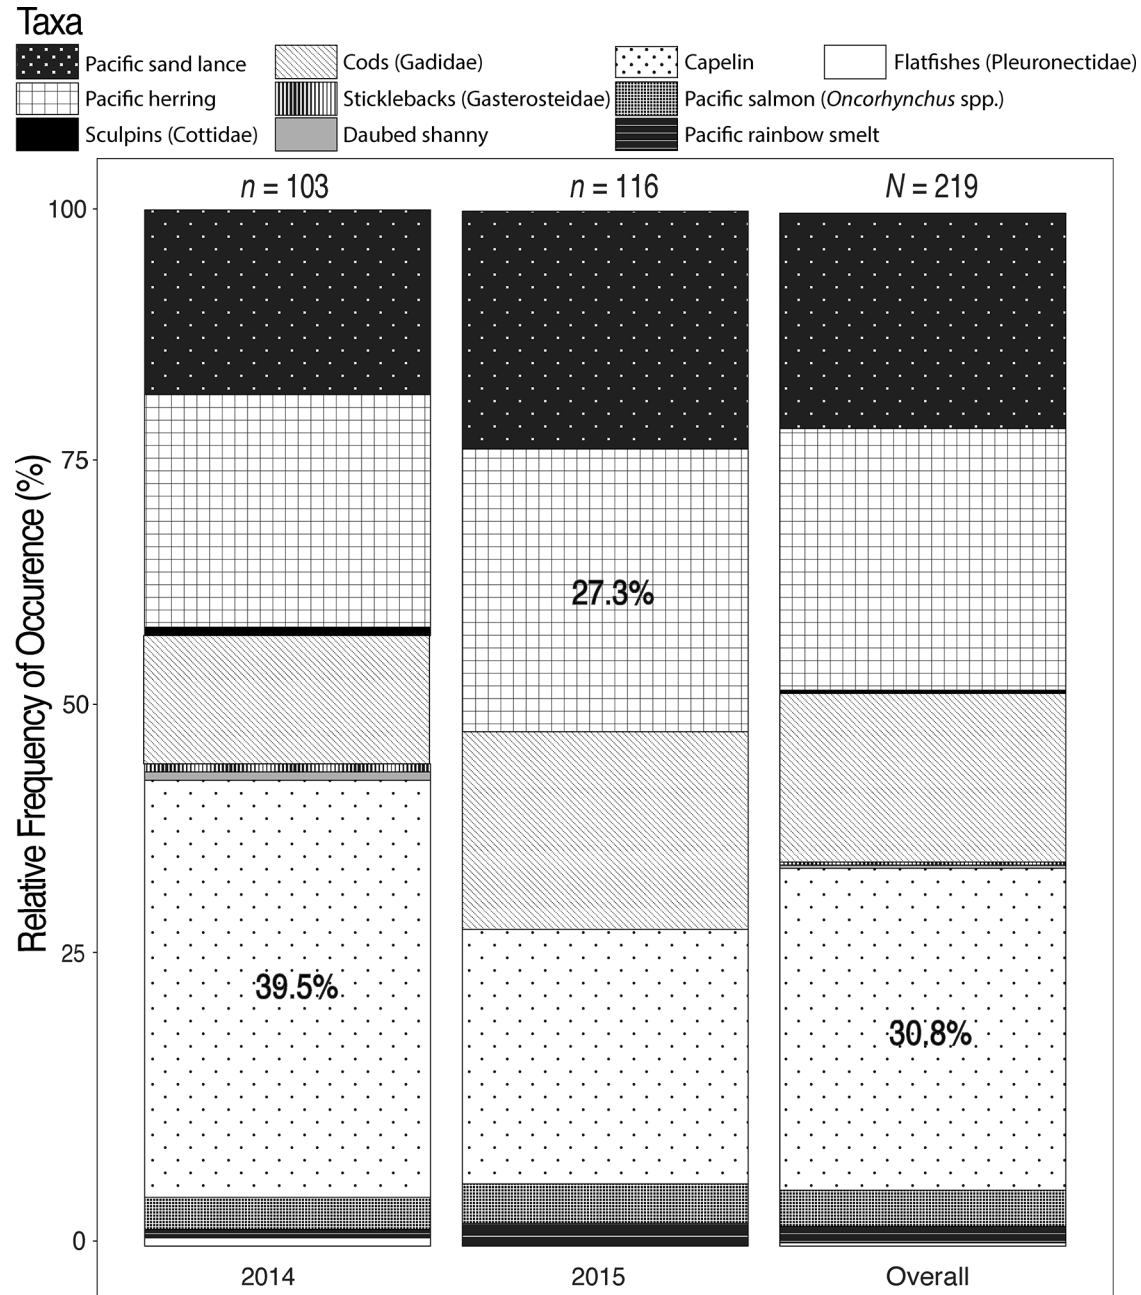 Taxa
Pacific sand lance Cods (Gadidae) Capelin Flatfishes (Pleuronectidae)
Pacific herring Sticklebacks (Gasterosteidae) Pacific salmon (Oncorhynchus spp.)
Sculpins (Cottidae) Daubed shanny Pacific rainbow smelt
n = 103 n = 116 N = 219
Relative Frequency of Occurence (%)
100
75
50
25
0
27.3%
39.5%
30.8%
2014 2015 Overall